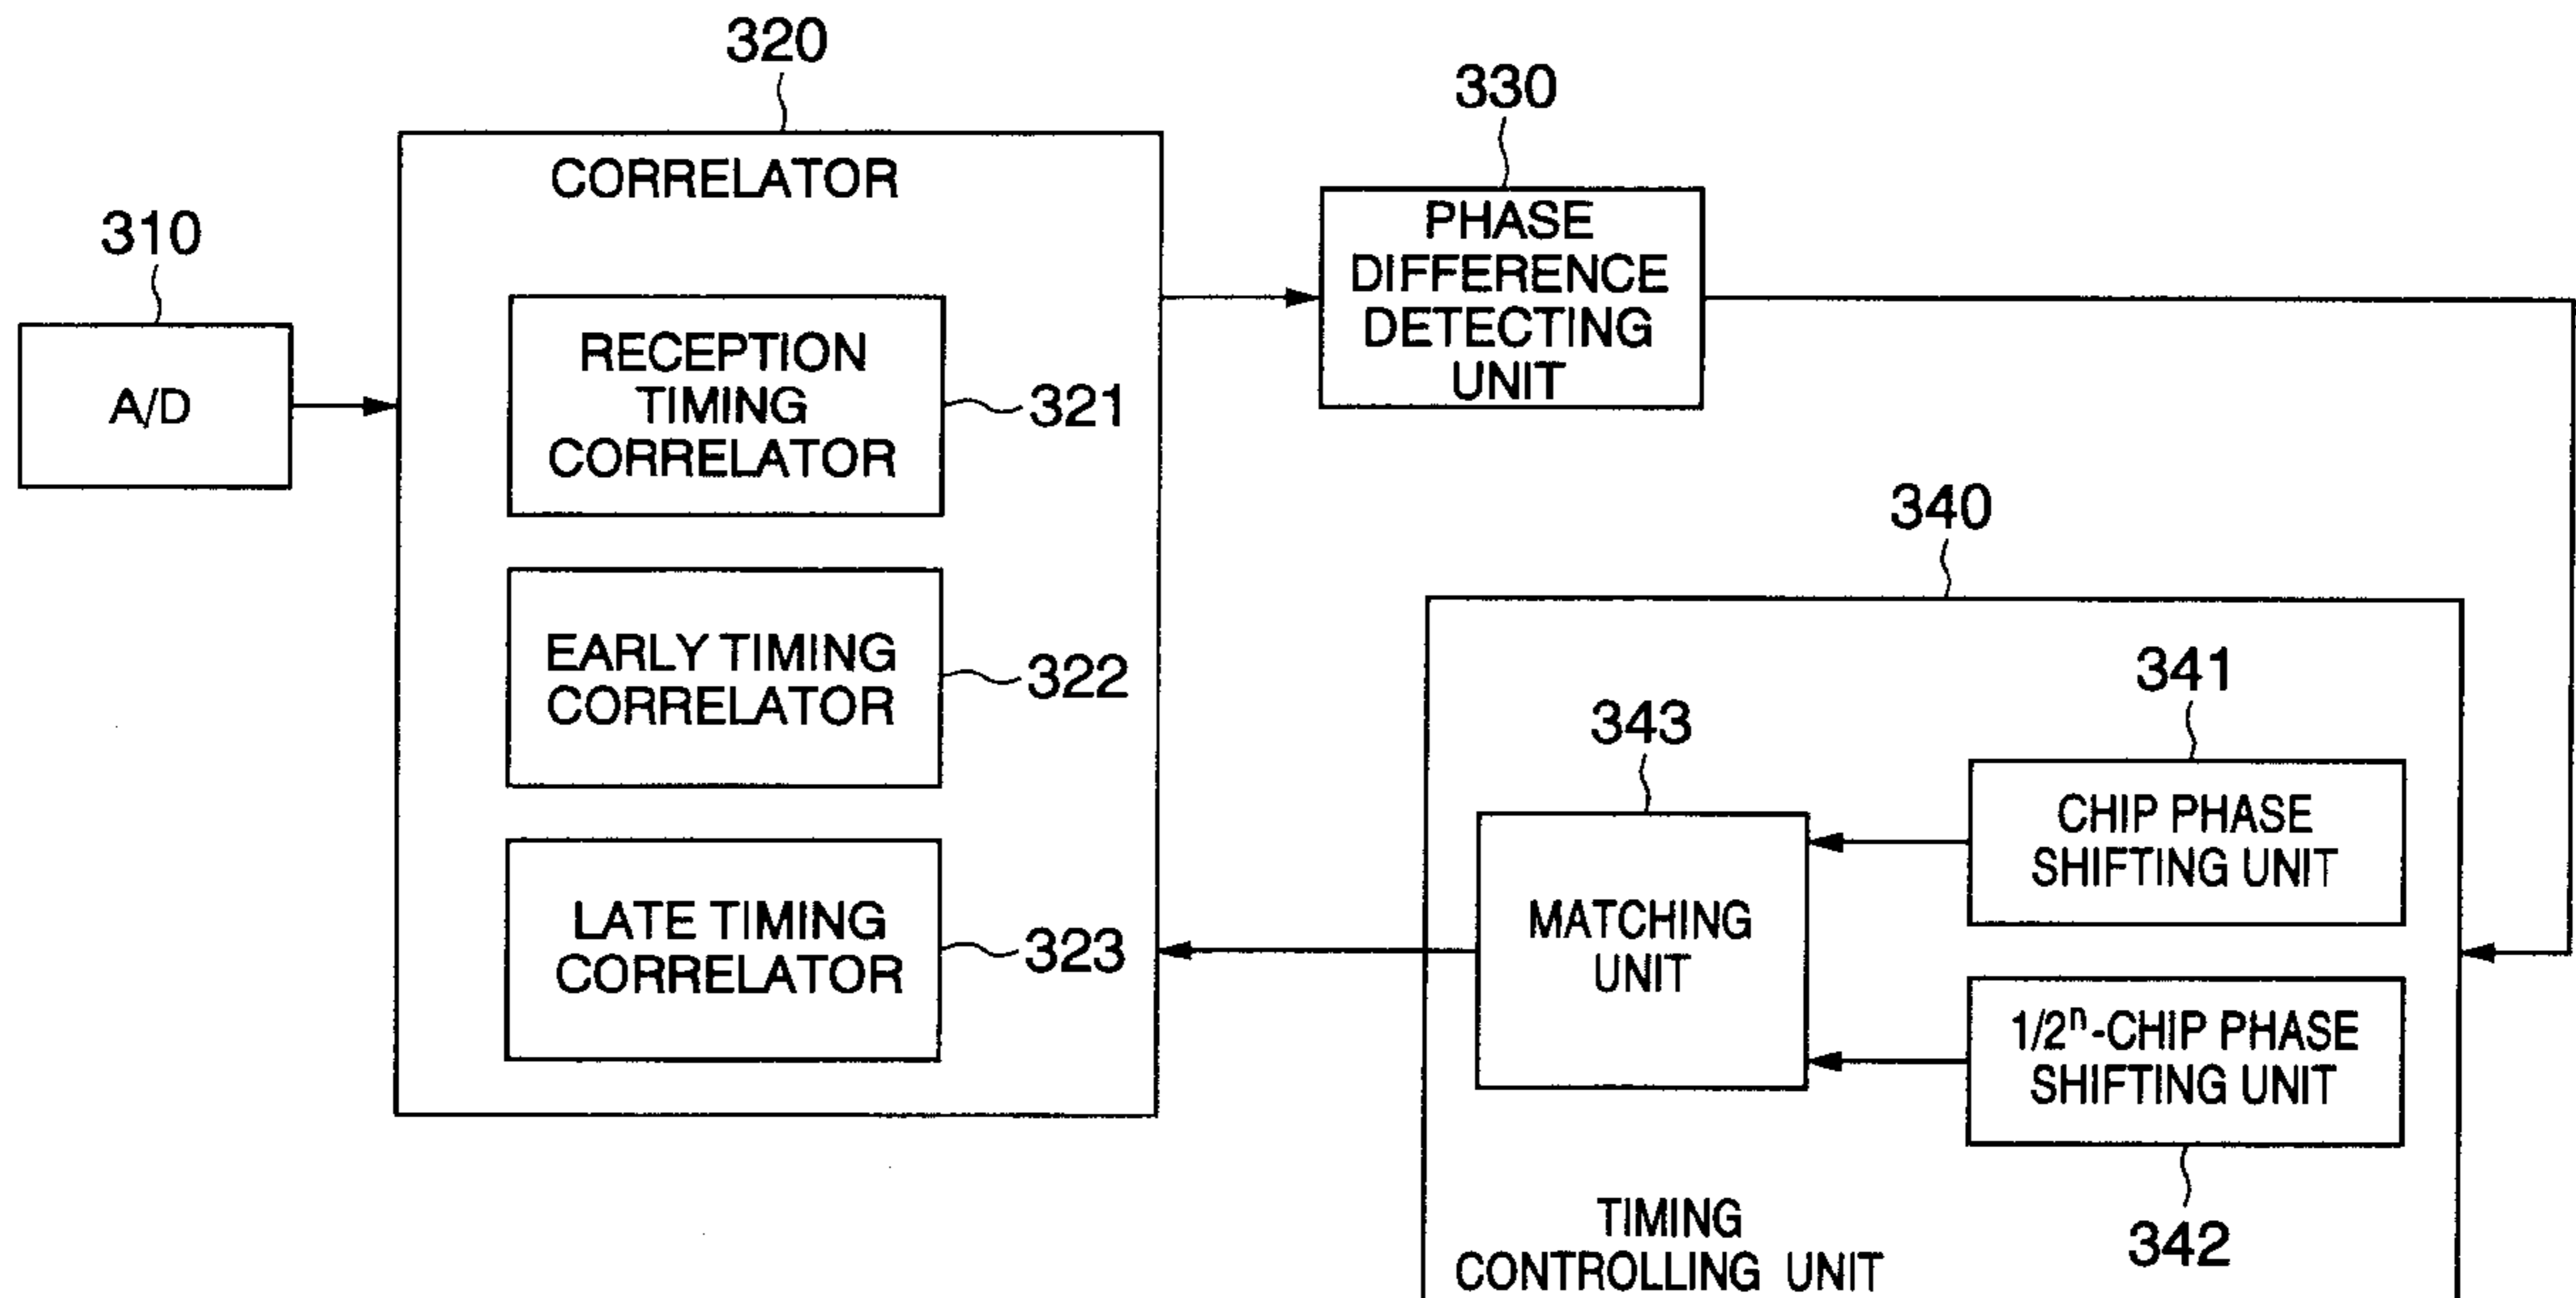 320
CORRELATOR
310
A/D
RECEPTION
TIMING
CORRELATOR
321
EARLY TIMING
CORRELATOR
322
LATE TIMING
CORRELATOR
323
330
PHASE
DIFFERENCE
DETECTING
UNIT
340
341
CHIP PHASE
SHIFTING UNIT
343
MATCHING
UNIT
1/2ⁿ-CHIP PHASE
SHIFTING UNIT
342
TIMING
CONTROLLING UNIT